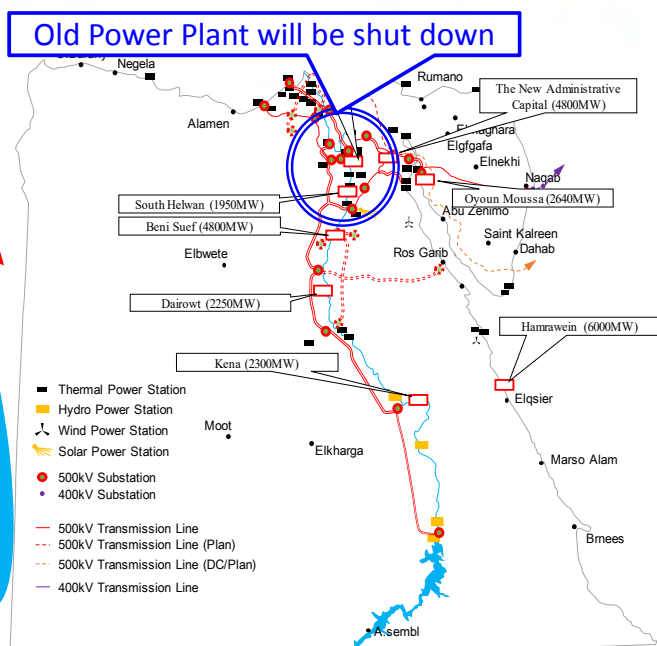 Old Power Plant will be shut down
Negela
Rumano
The New Administrative
Capital (4800MW)
Alamen
Elgfgafa
Elnekhi
Naqab
South Helwan (1950MW)
Oyoun Moussa (2640MW)
Abu Zenimo
Beni Suef (4800MW)
Saint Kalreen
Dahab
Elbwete
Ros Garib
Dairowt (2250MW)
Hamrawein (6000MW)
Kena (2300MW)
Thermal Power Station
Hydro Power Station
Wind Power Station
Solar Power Station
Elqsier
Moot
Elkharga
Marso Alam
500kV Substation
400kV Substation
500kV Transmission Line
500kV Transmission Line (Plan)
500kV Transmission Line (DC/Plan)
400kV Transmission Line
Brnees
A.sembl